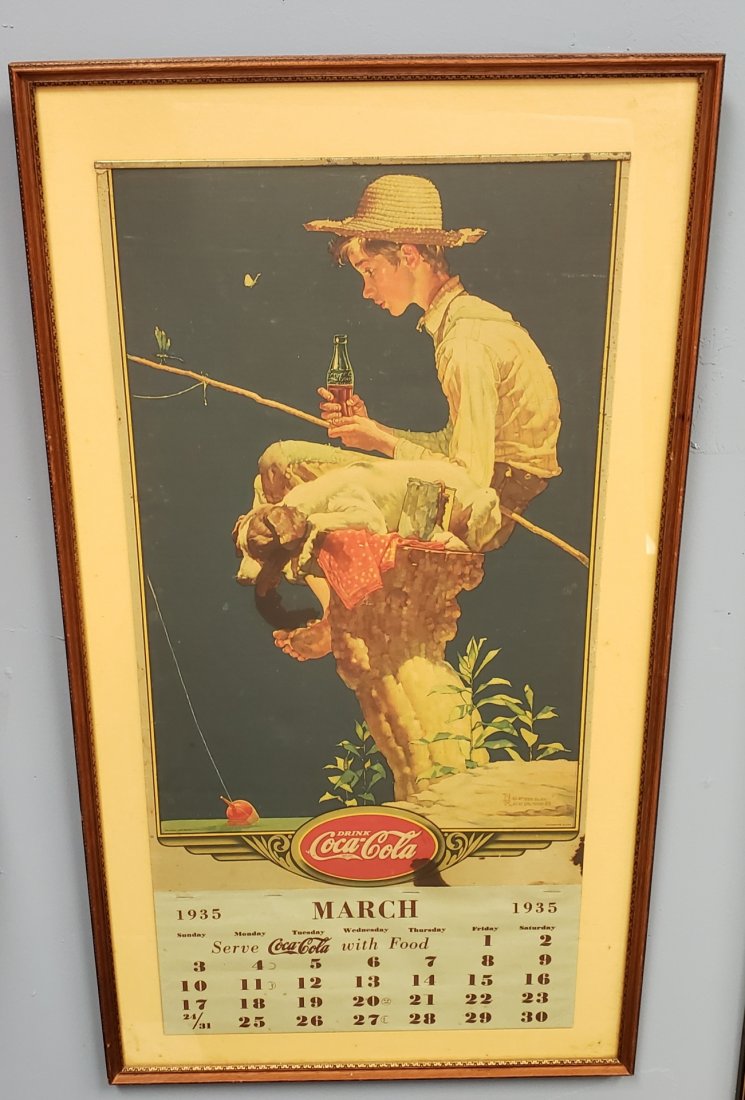 NORMAN
ROCKWELL
DRINK
Coca-Cola
1935 MARCH 1935
Sunday Monday Tuesday Wednesday Thursday Friday Saturday
Serve Coca-Cola with Food 1 2
3 4 5 6 7 8 9
10 11 12 13 14 15 16
17 18 19 20 21 22 23
24/31 25 26 27 28 29 30